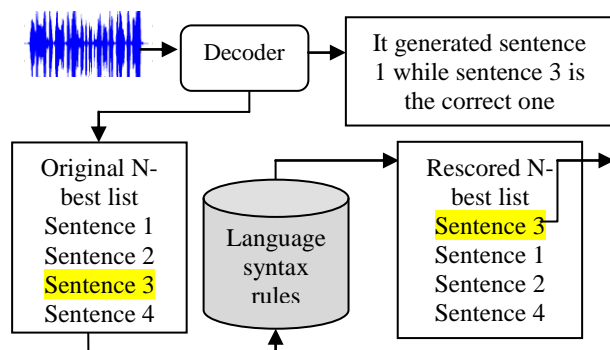 Decoder
It generated sentence
1 while sentence 3 is
the correct one
Original N-
best list
Sentence 1
Sentence 2
Sentence 3
Sentence 4
Language
syntax
rules
Rescored N-
best list
Sentence 3
Sentence 1
Sentence 2
Sentence 4